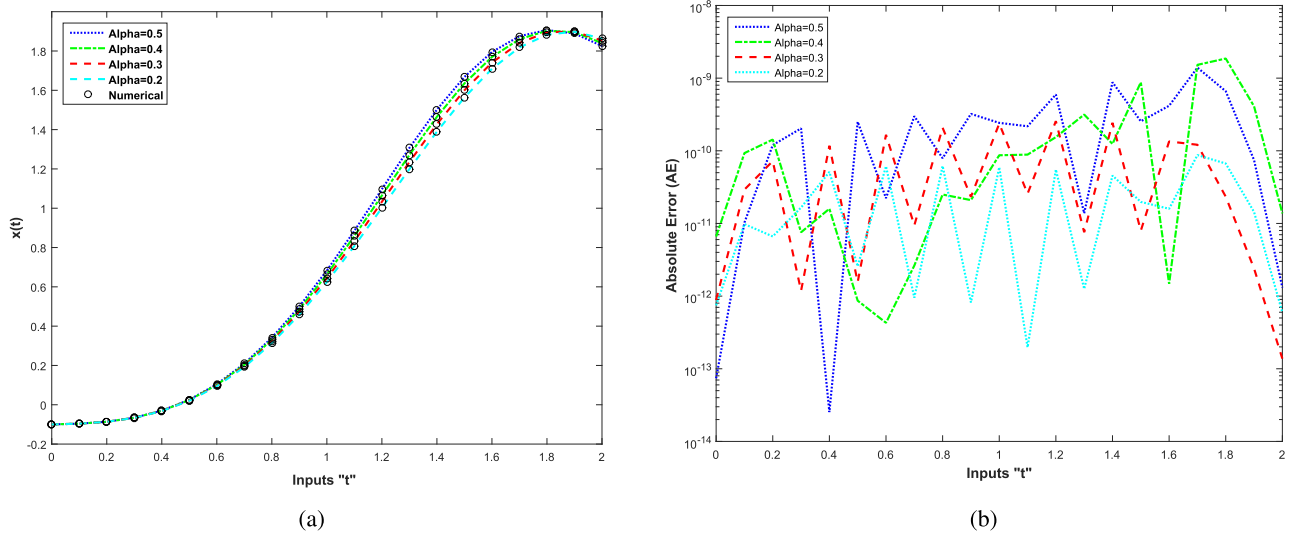 Alpha=0.5
Alpha=0.4
Alpha=0.3
Alpha=0.2
Numerical
x(t)
1.8
1.6
1.4
1.2
1
0.8
0.6
0.4
0.2
0
-0.2
0 0.2 0.4 0.6 0.8 1 1.2 1.4 1.6 1.8 2
Inputs "t"
(a)
Alpha=0.5
Alpha=0.4
Alpha=0.3
Alpha=0.2
Absolute Error (AE)
10-8
10-9
10-10
10-11
10-12
10-13
10-14
0 0.2 0.4 0.6 0.8 1 1.2 1.4 1.6 1.8 2
Inputs "t"
(b)